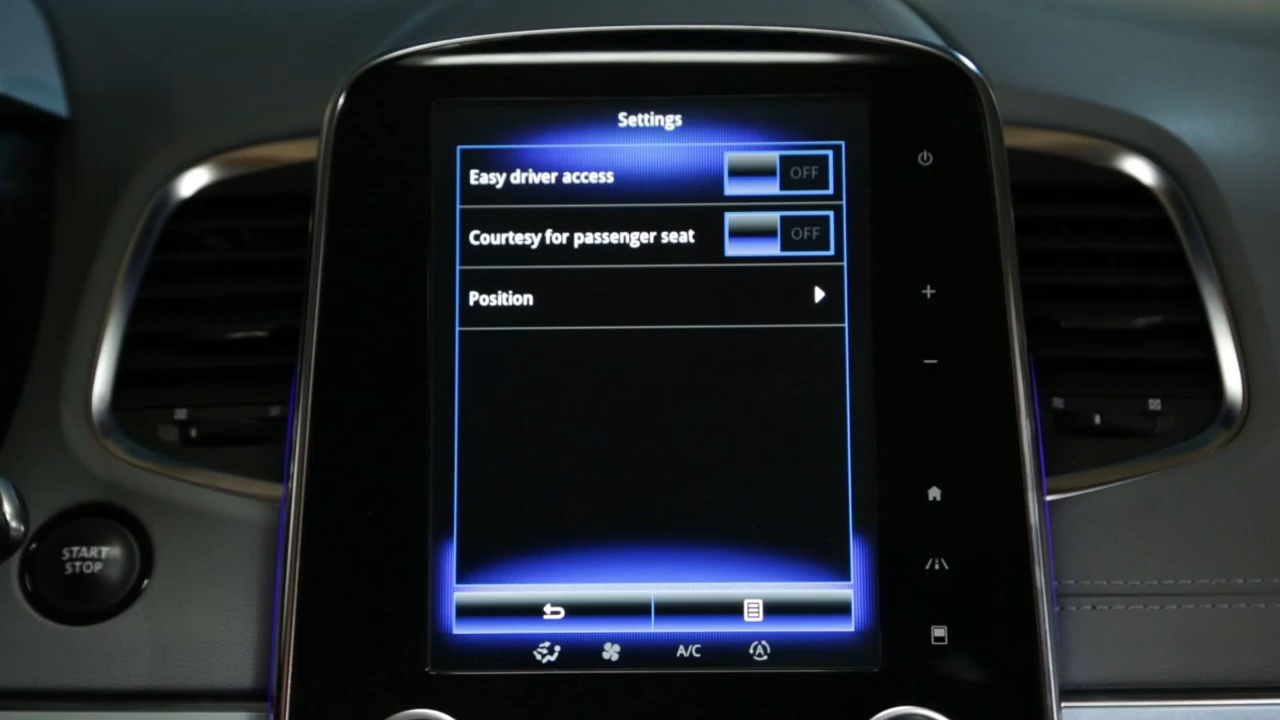 Settings
Easy driver access OFF
Courtesy for passenger seat OFF
Position
START
STOP
A/C
A